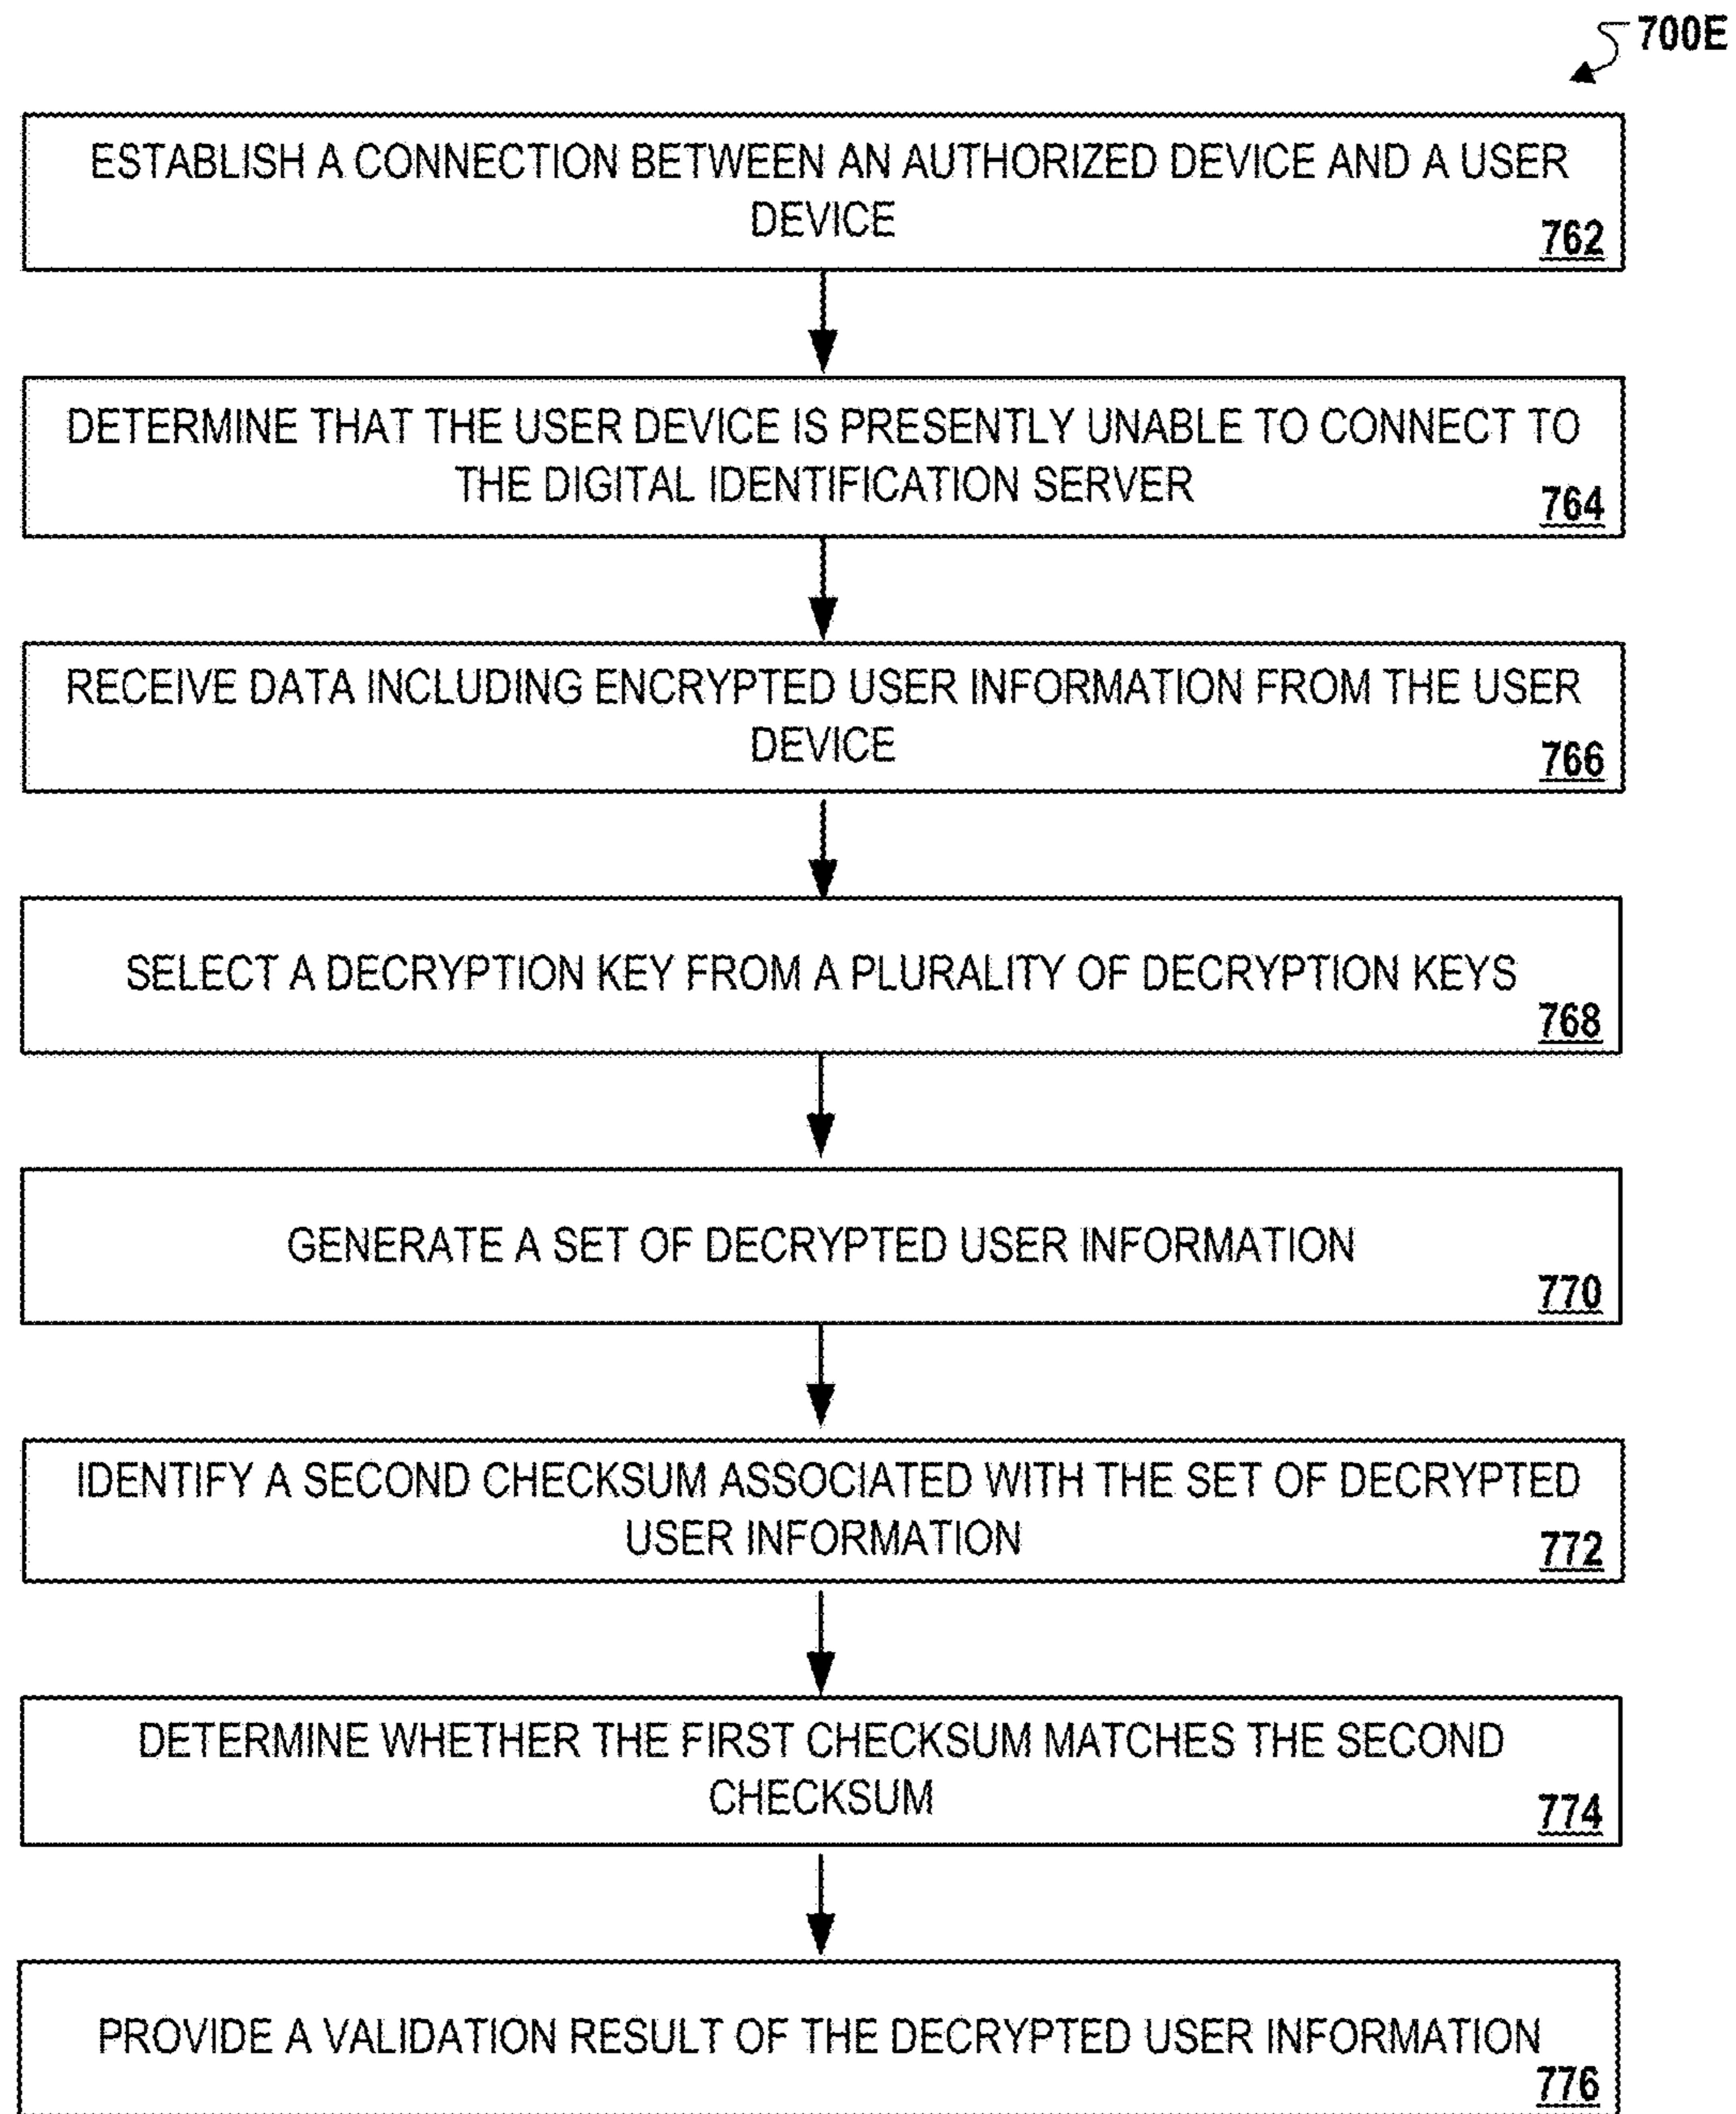 700E
ESTABLISH A CONNECTION BETWEEN AN AUTHORIZED DEVICE AND A USER
DEVICE
762
DETERMINE THAT THE USER DEVICE IS PRESENTLY UNABLE TO CONNECT TO
THE DIGITAL IDENTIFICATION SERVER
764
RECEIVE DATA INCLUDING ENCRYPTED USER INFORMATION FROM THE USER
DEVICE
766
SELECT A DECRYPTION KEY FROM A PLURALITY OF DECRYPTION KEYS
768
GENERATE A SET OF DECRYPTED USER INFORMATION
770
IDENTIFY A SECOND CHECKSUM ASSOCIATED WITH THE SET OF DECRYPTED
USER INFORMATION
772
DETERMINE WHETHER THE FIRST CHECKSUM MATCHES THE SECOND
CHECKSUM
774
PROVIDE A VALIDATION RESULT OF THE DECRYPTED USER INFORMATION
776